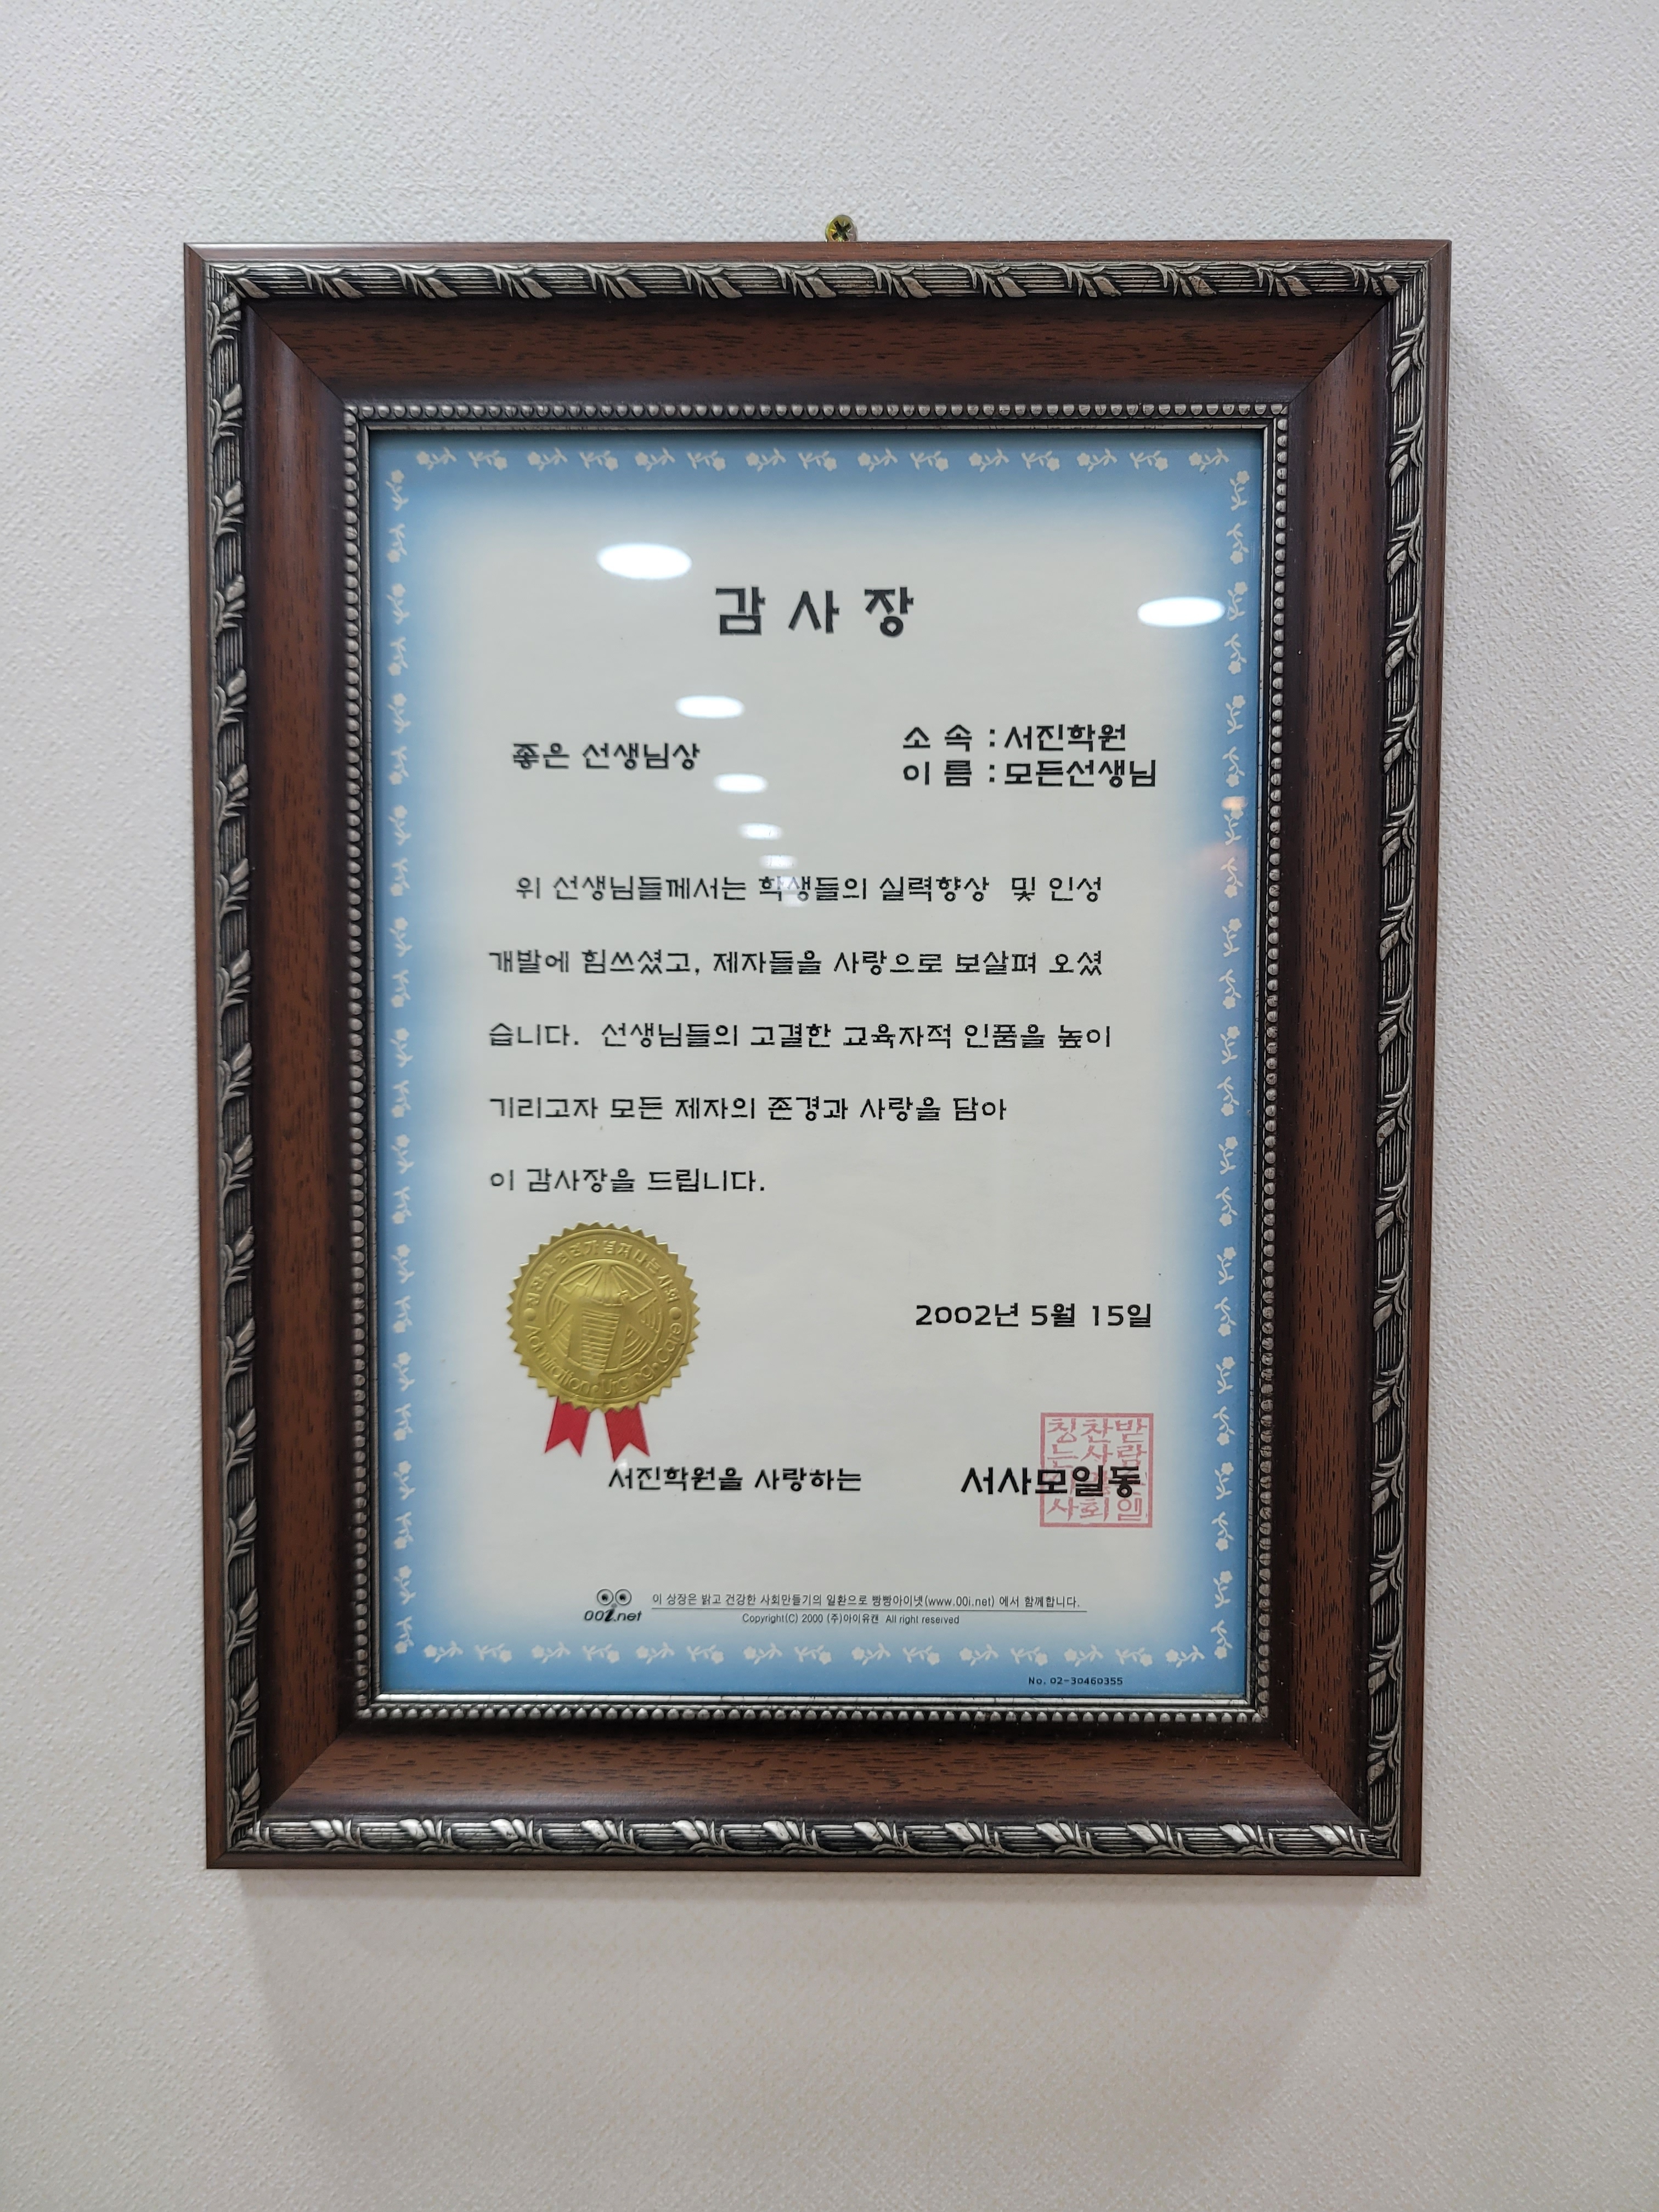 감 사 장
좋은 선생님상
소 속 : 서진학원
이 름 : 모든선생님
위 선생님들께서는 학생들의 실력향상 및 인성
개발에 힘쓰셨고, 제자들을 사랑으로 보살펴 오셨
습니다. 선생님들의 고결한 교육자적 인품을 높이
기리고자 모든 제자의 존경과 사랑을 담아
이 감사장을 드립니다.
2002년 5월 15일
서진학원을 사랑하는 서사모일동
칭찬받
는사람
사회
00i.net
이 상장은 밝고 건강한 사회만들기의 일환으로 빵빵아이넷(www.00i.net) 에서 함께합니다.
Copyright(C) 2000 (주)아이유캔 All right reserved
No. 02-30460355